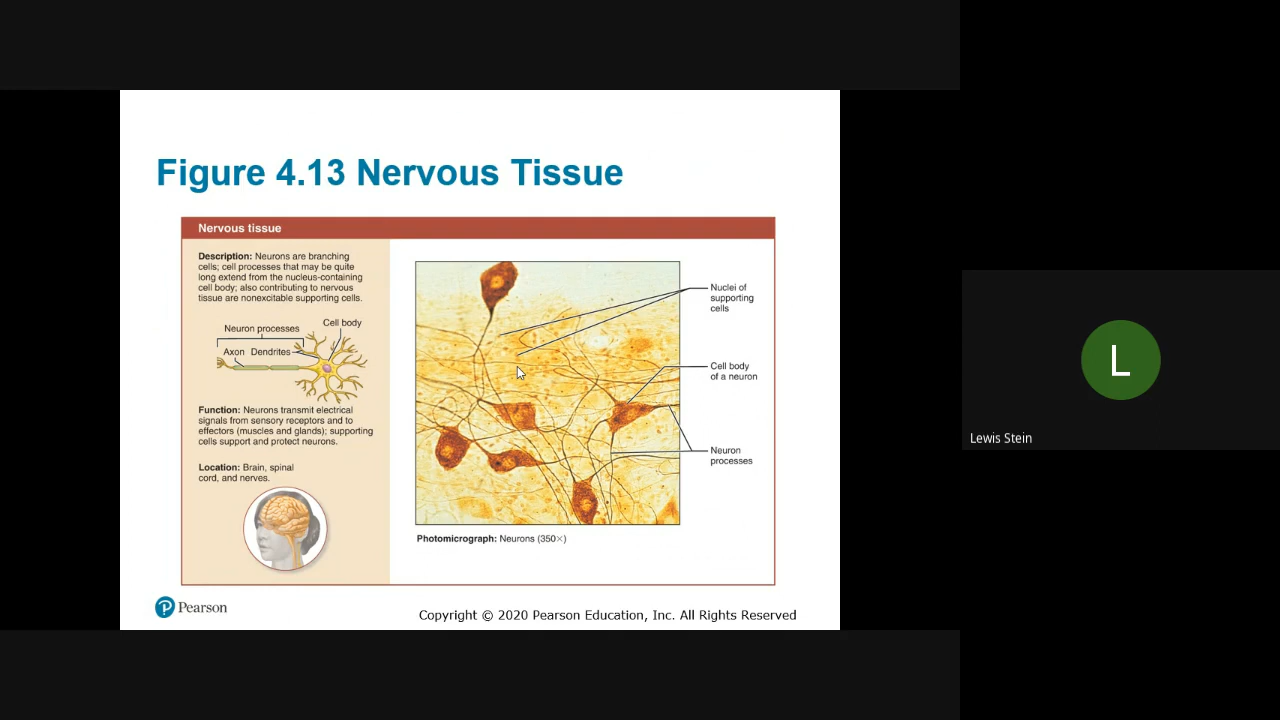 Figure 4.13 Nervous Tissue
Nervous tissue
Description: Neurons are branching
cells; cell processes that may be quite
long extend from the nucleus-containing
cell body; also contributing to nervous
tissue are nonexcitable supporting cells.
Neuron processes
Cell body
Axon
Dendrites
Function: Neurons transmit electrical
signals from sensory receptors and to
effectors (muscles and glands); supporting
cells support and protect neurons.
Location: Brain, spinal
cord, and nerves.
Nuclei of
supporting
cells
Cell body
of a neuron
Neuron
processes
Photomicrograph: Neurons (350×)
P Pearson
Copyright © 2020 Pearson Education, Inc. All Rights Reserved
L
Lewis Stein